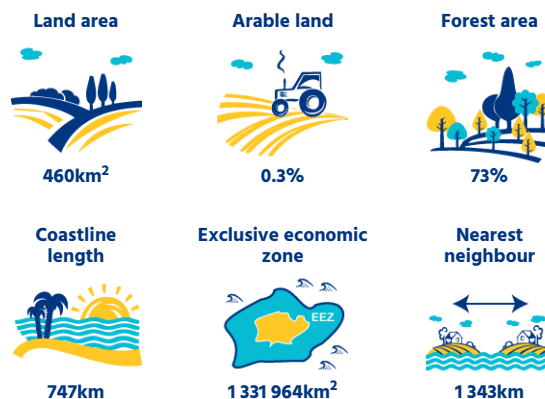 Land area
Arable land
Forest area
460km²
0.3%
73%
Coastline
length
Exclusive economic
zone
Nearest
neighbour
EEZ
747km
1 331 964km²
1 343km